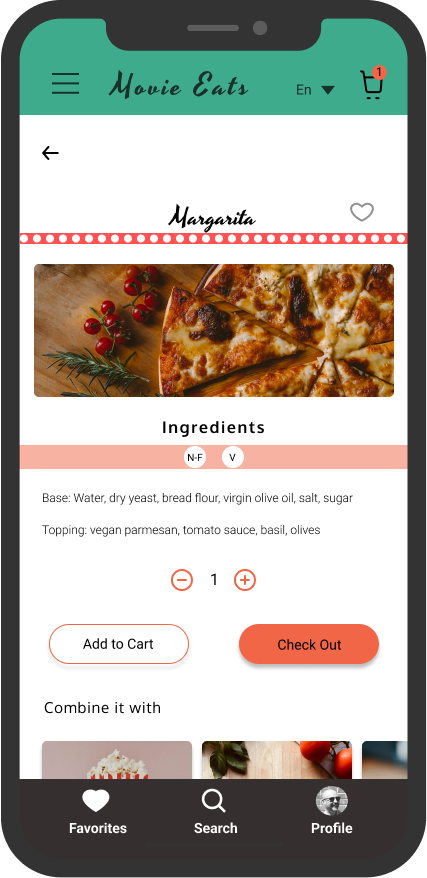 Movie Eats
En
1
Margarita
Ingredients
N-F V
Base: Water, dry yeast, bread flour, virgin olive oil, salt, sugar
Topping: vegan parmesan, tomato sauce, basil, olives
1
Add to Cart
Check Out
Combine it with
Favorites
Search
Profile